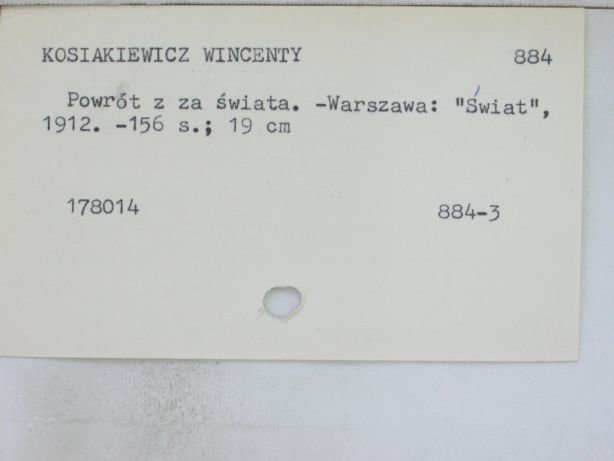 KOSIAKIEWICZ WINCENTY 884
Powrót z za świata. -Warszawa: "Świat",
1912. -156 s.; 19 cm
178014 884-3